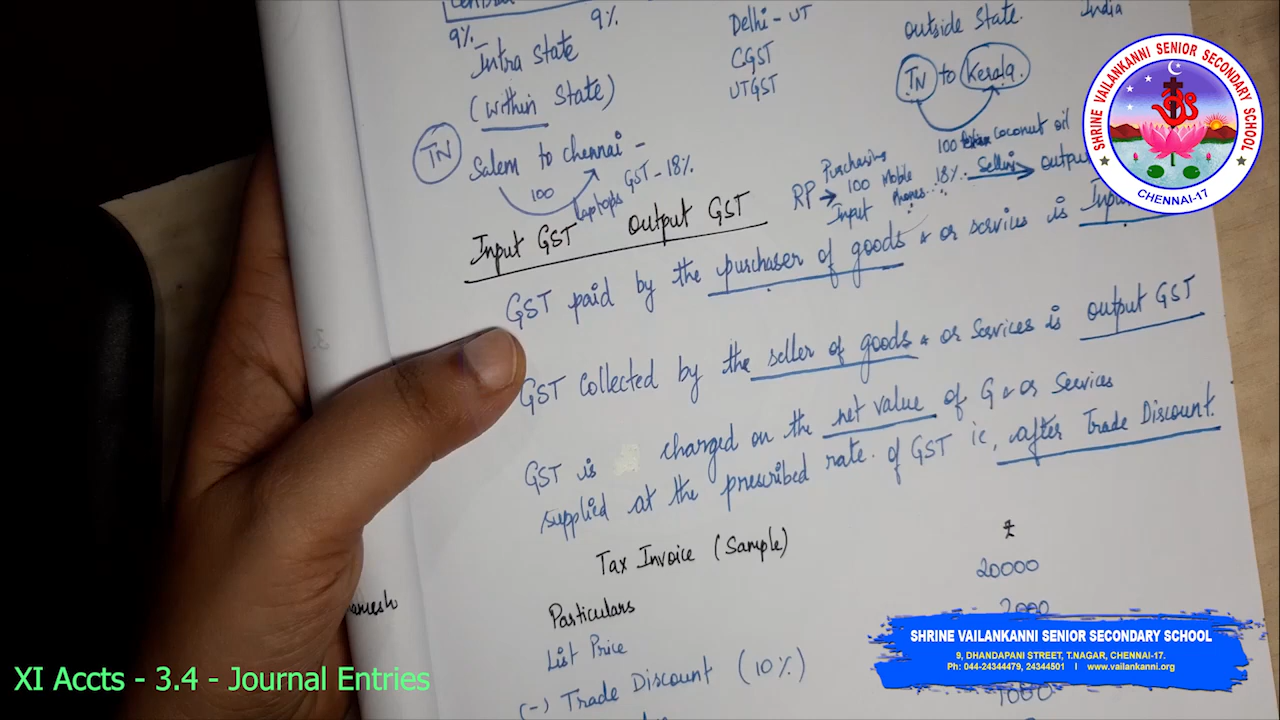 Central
9%
9%
Intra State
(within State)
Delhi - UT
CGST
UTGST
outside State.
India
TN to Kerala.
TN
Salem to Chennai -
100
laptops GST - 18%
100 coconut oil
Purchasing
RP → 100 Mobile Phones. 18%. Selling → output
Input
Input GST Output GST
GST paid by the purchaser of goods & or services is Input
GST collected by the seller of goods & or services is output GST
GST is charged on the net value of G & or Services
supplied at the prescribed rate of GST ie, after Trade Discount.
Tax Invoice (Sample)
Particulars
₹
List Price
20000
(-) Trade Discount (10%)
2000
1000
SHRINE VAILANKANNI SENIOR SECONDARY SCHOOL
CHENNAI-17
SHRINE VAILANKANNI SENIOR SECONDARY SCHOOL
9, DHANDAPANI STREET, T.NAGAR, CHENNAI-17.
Ph: 044-24344479, 24344501 I www.vailankanni.org
XI Accts - 3.4 - Journal Entries